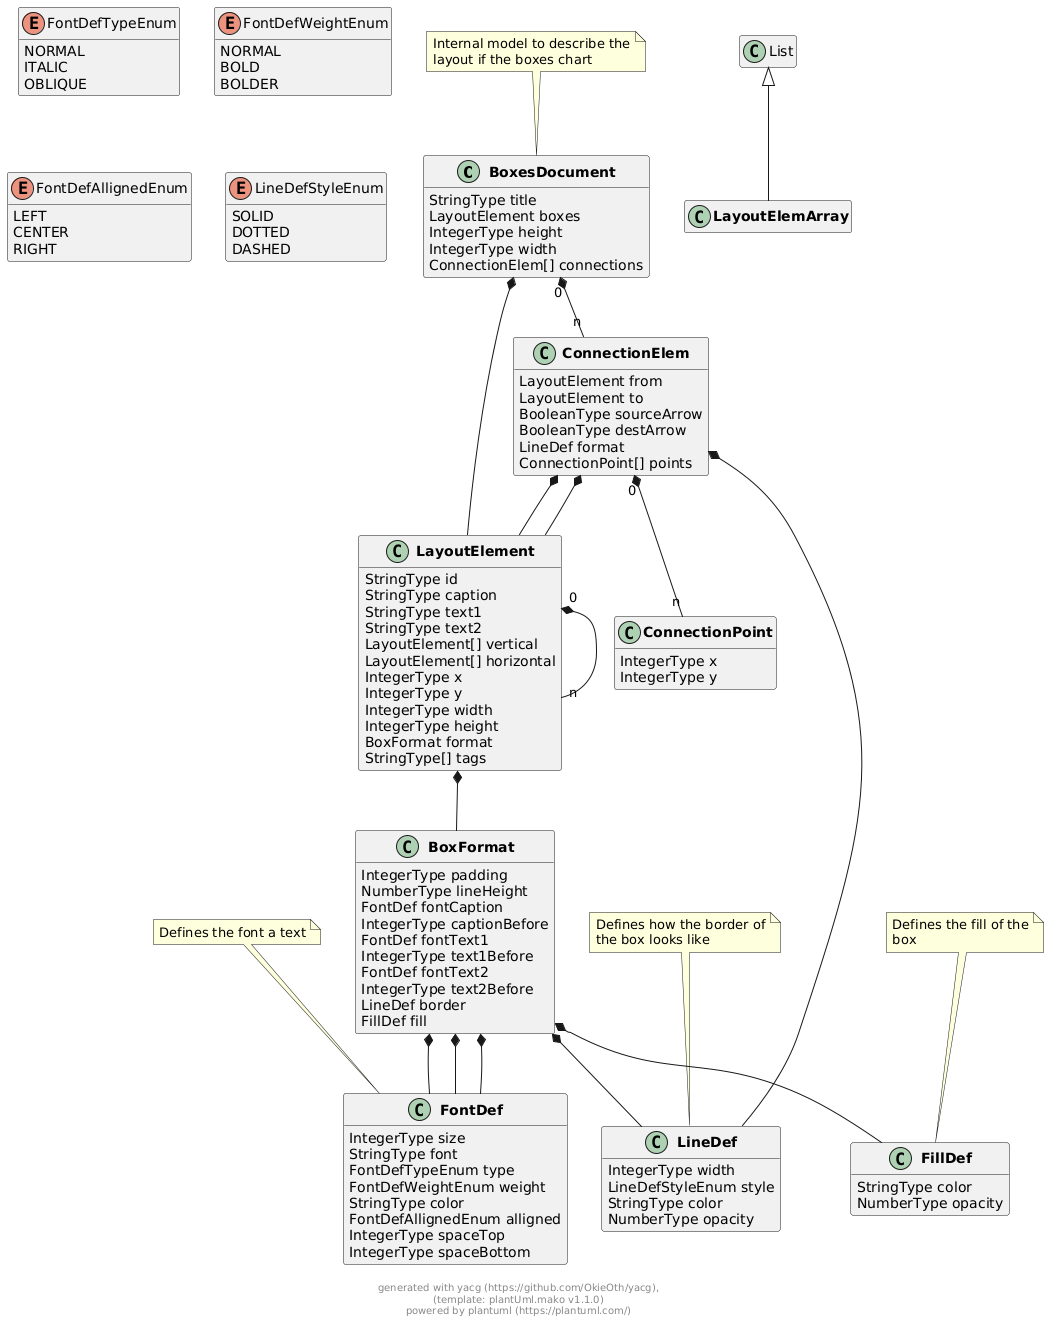 E FontDefTypeEnum
NORMAL
ITALIC
OBLIQUE
E FontDefWeightEnum
NORMAL
BOLD
BOLDER
Internal model to describe the
layout if the boxes chart
C List
E FontDefAllignedEnum
LEFT
CENTER
RIGHT
E LineDefStyleEnum
SOLID
DOTTED
DASHED
C BoxesDocument
StringType title
LayoutElement boxes
IntegerType height
IntegerType width
ConnectionElem[] connections
C LayoutElemArray
0
n
C ConnectionElem
LayoutElement from
LayoutElement to
BooleanType sourceArrow
BooleanType destArrow
LineDef format
ConnectionPoint[] points
0
n
C LayoutElement
StringType id
StringType caption
StringType text1
StringType text2
LayoutElement[] vertical
LayoutElement[] horizontal
IntegerType x
IntegerType y
IntegerType width
IntegerType height
BoxFormat format
StringType[] tags
0
n
C ConnectionPoint
IntegerType x
IntegerType y
C BoxFormat
IntegerType padding
NumberType lineHeight
FontDef fontCaption
IntegerType captionBefore
FontDef fontText1
IntegerType text1Before
FontDef fontText2
IntegerType text2Before
LineDef border
FillDef fill
Defines the font a text
Defines how the border of
the box looks like
Defines the fill of the
box
C FontDef
IntegerType size
StringType font
FontDefTypeEnum type
FontDefWeightEnum weight
StringType color
FontDefAllignedEnum alligned
IntegerType spaceTop
IntegerType spaceBottom
C LineDef
IntegerType width
LineDefStyleEnum style
StringType color
NumberType opacity
C FillDef
StringType color
NumberType opacity
generated with yacg (https://github.com/OkieOth/yacg),
(template: plantUml.mako v1.1.0)
powered by plantuml (https://plantuml.com/)